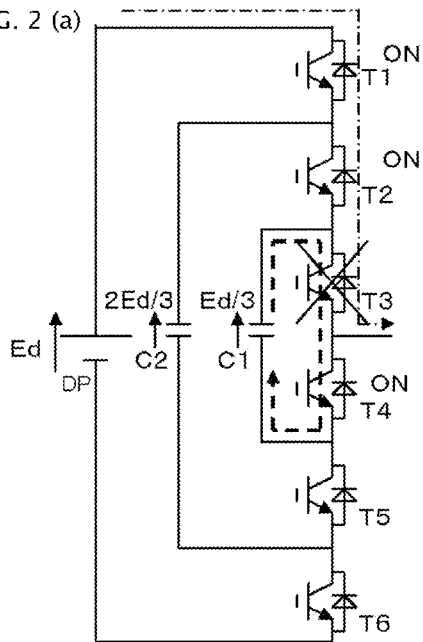 G. 2 (a)
ON
T1
ON
T2
2Ed/3
Ed/3
T3
Ed
C2
C1
ON
DP
T4
T5
T6